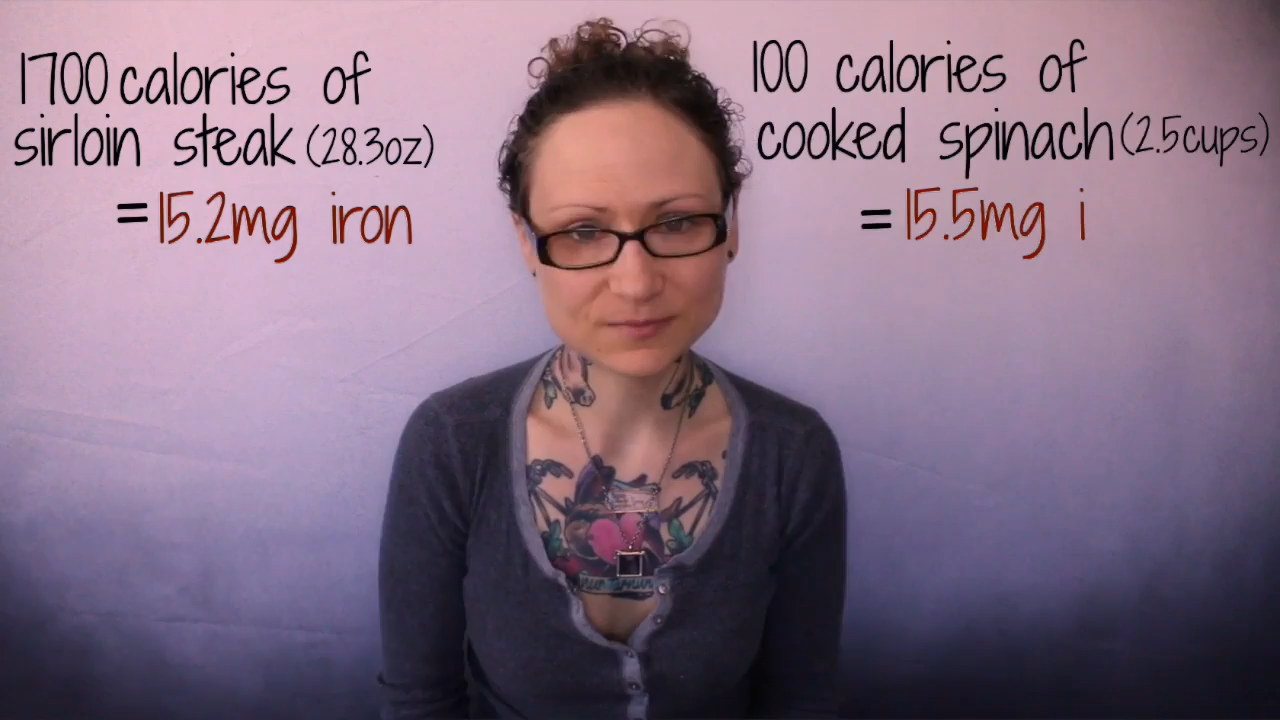 1700 calories of
sirloin steak (28.3oz)
= 15.2mg iron
100 calories of
cooked spinach (2.5cups)
= 15.5mg i